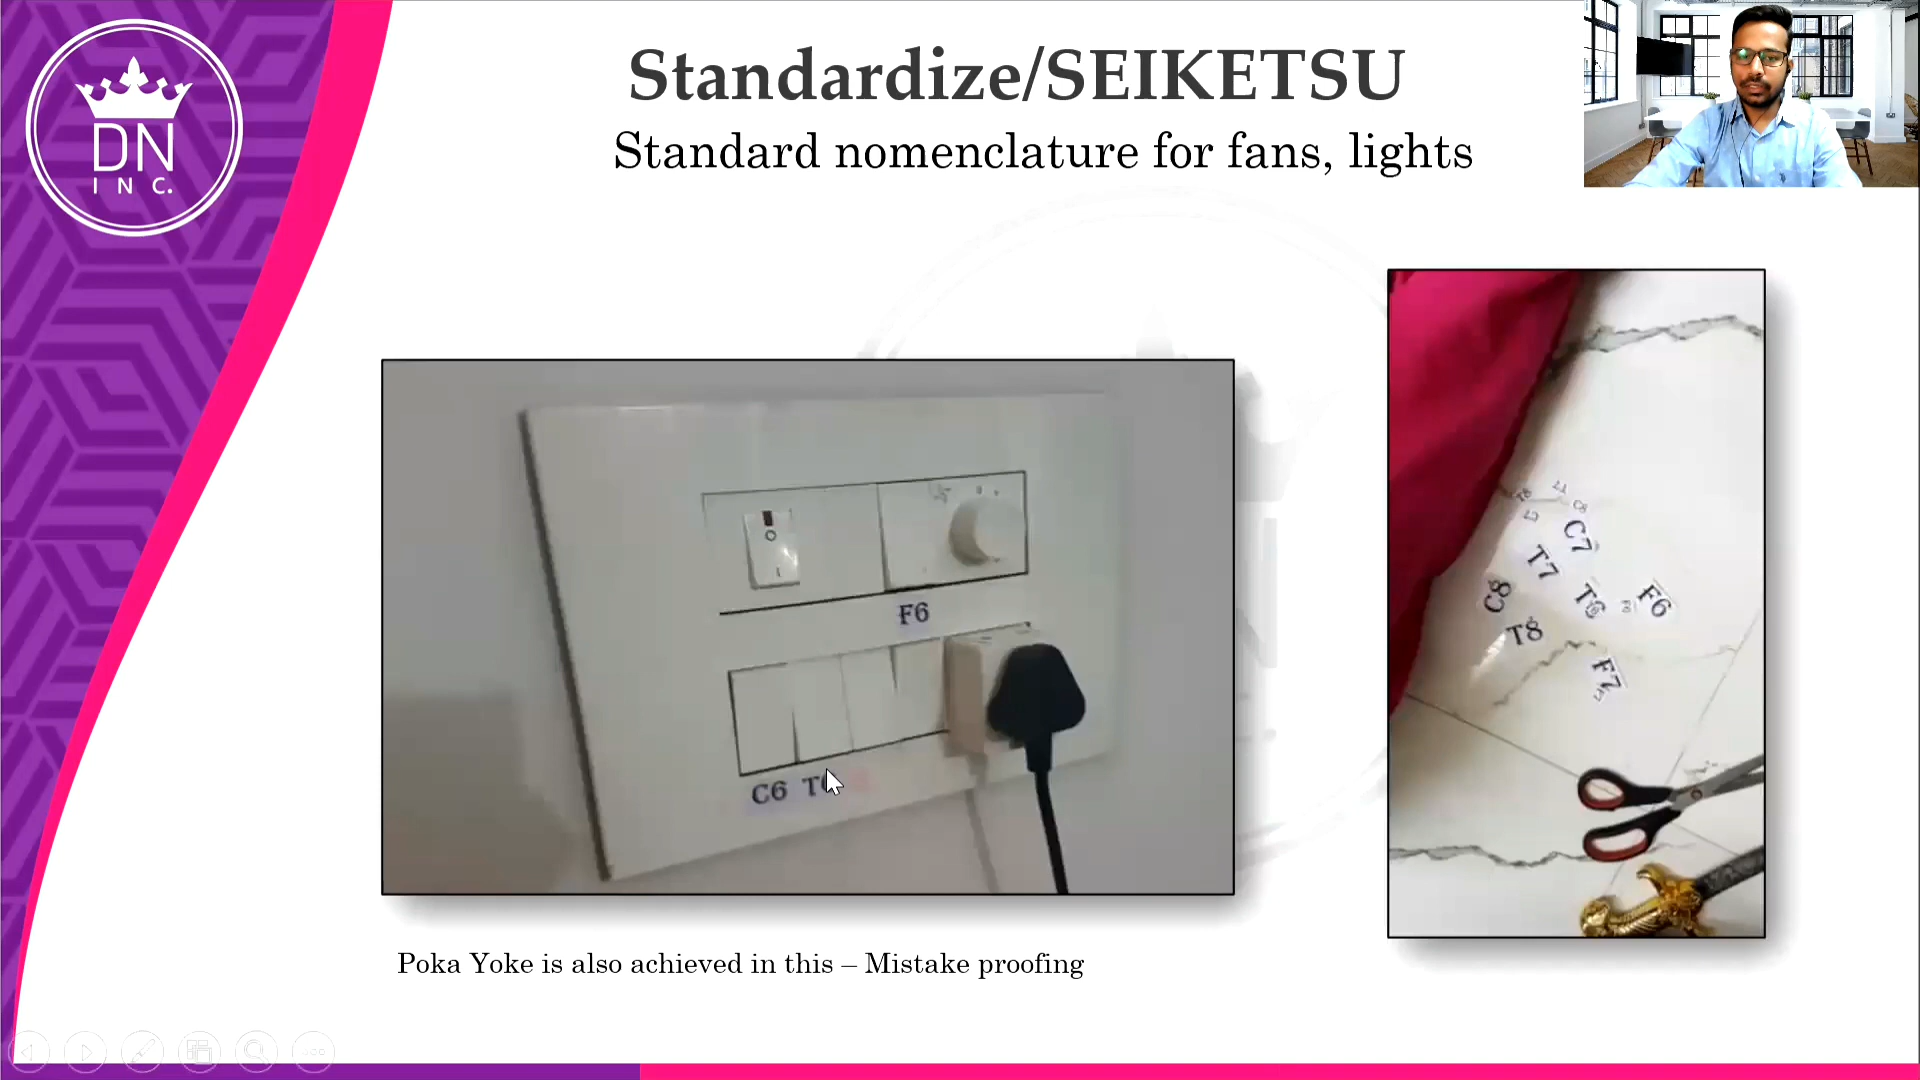 DN
INC.
Standardize/SEIKETSU
Standard nomenclature for fans, lights
F6
C6
C7
T7
C8
T6
F6
T8
F7
Poka Yoke is also achieved in this – Mistake proofing